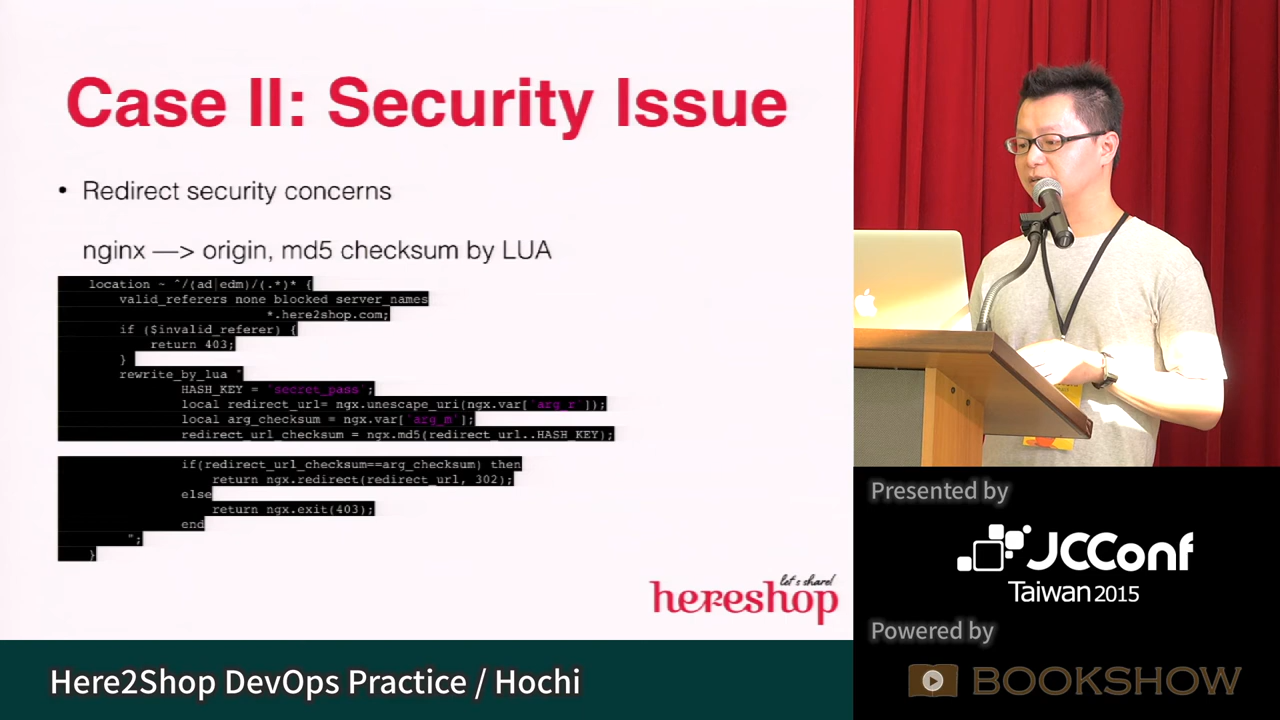 Case II: Security Issue
• Redirect security concerns
nginx —> origin, md5 checksum by LUA
location ~ ^/(ad|edm)/(.*)* {
valid_referers none blocked server_names
*.here2shop.com;
if ($invalid_referer) {
return 403;
}
rewrite_by_lua "
HASH_KEY = 'secret_pass';
local redirect_url= ngx.unescape_uri(ngx.var['arg_r']);
local arg_checksum = ngx.var['arg_m'];
redirect_url_checksum = ngx.md5(redirect_url..HASH_KEY);
if(redirect_url_checksum==arg_checksum) then
return ngx.redirect(redirect_url, 302);
else
return ngx.exit(403);
end
";
}
let's share!
hereshop
Here2Shop DevOps Practice / Hochi
Presented by
JCConf
Taiwan 2015
Powered by
BOOKSHOW